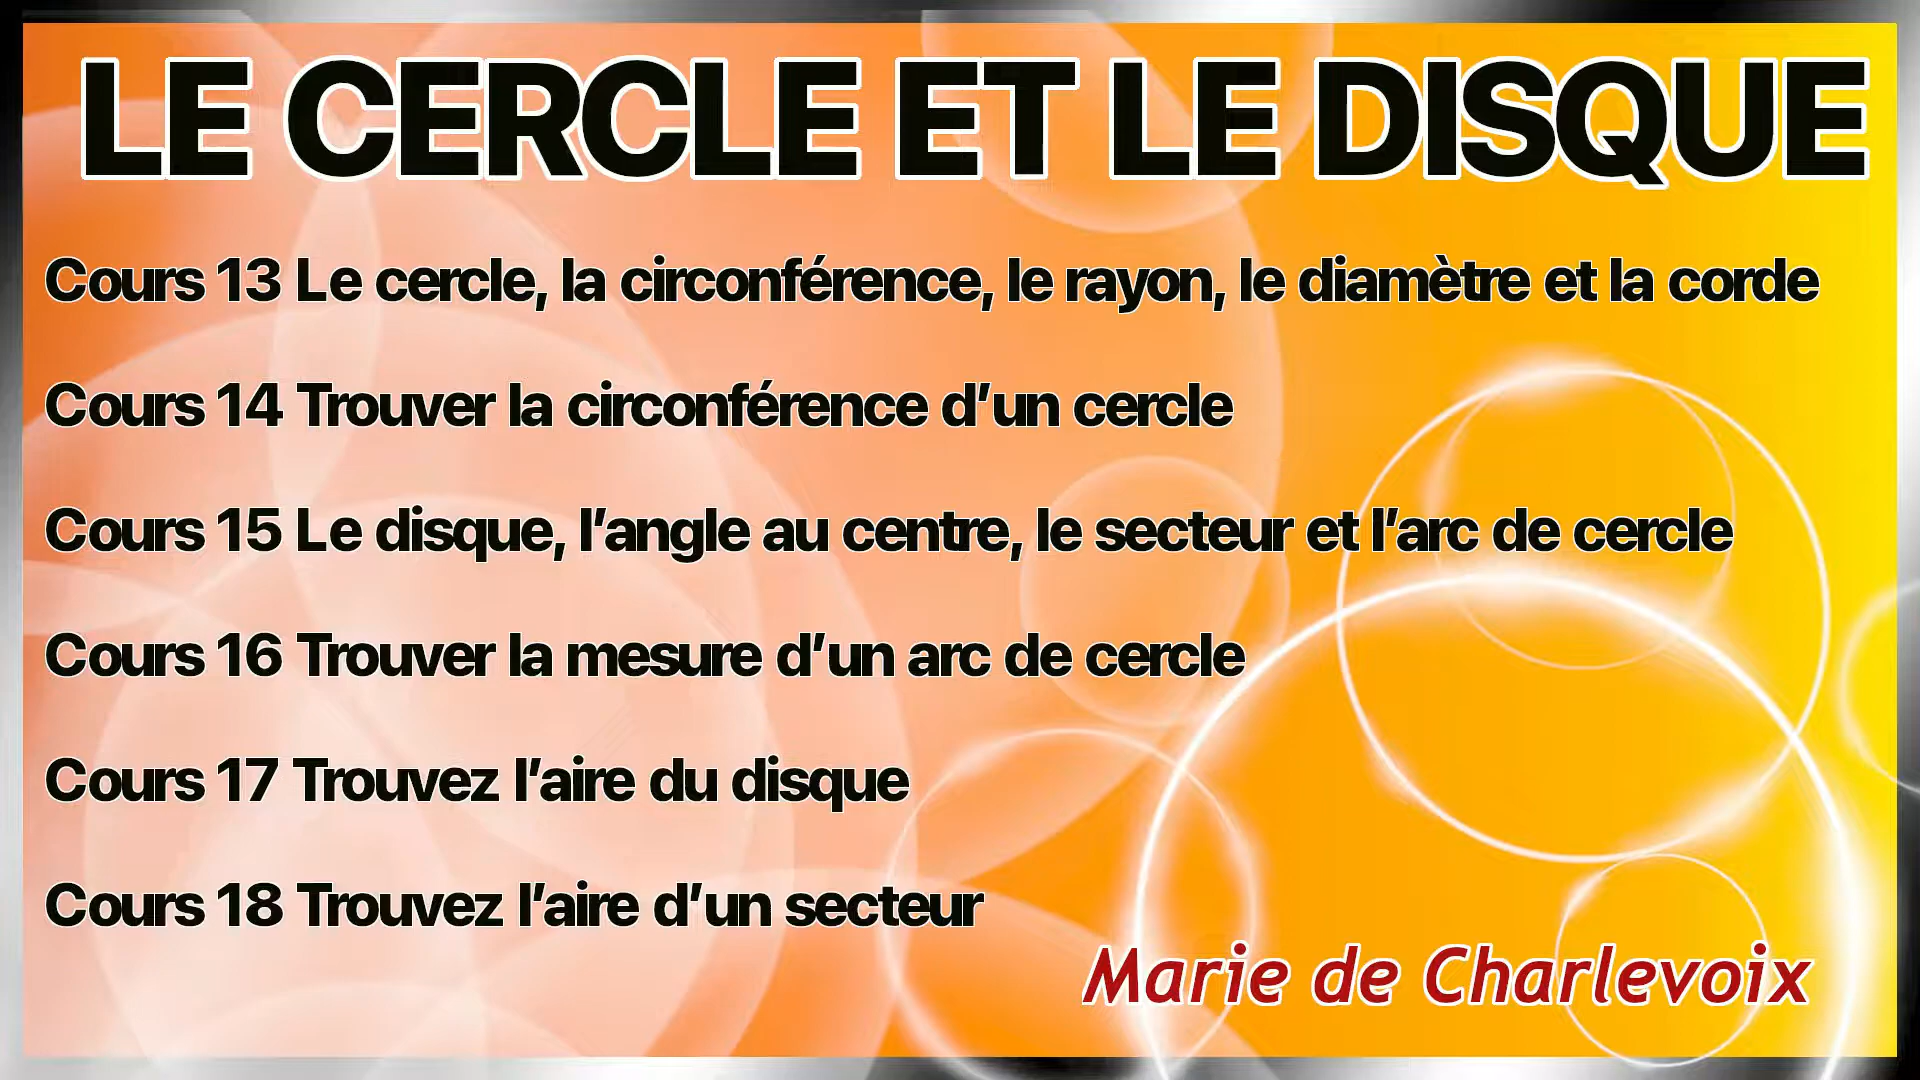 LE CERCLE ET LE DISQUE
Cours 13 Le cercle, la circonférence, le rayon, le diamètre et la corde
Cours 14 Trouver la circonférence d’un cercle
Cours 15 Le disque, l’angle au centre, le secteur et l’arc de cercle
Cours 16 Trouver la mesure d’un arc de cercle
Cours 17 Trouvez l’aire du disque
Cours 18 Trouvez l’aire d’un secteur
Marie de Charlevoix